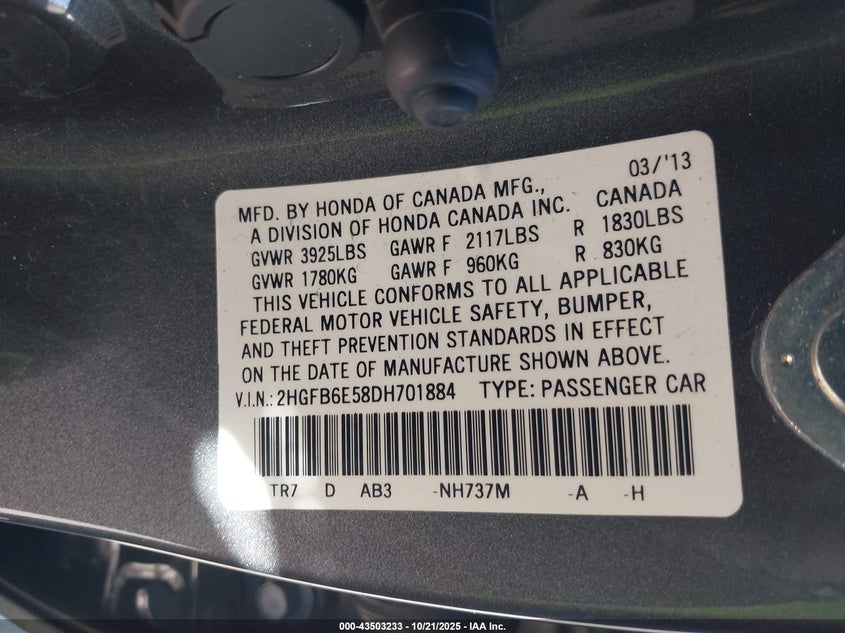 03/'13
MFD. BY HONDA OF CANADA MFG., CANADA
A DIVISION OF HONDA CANADA INC.
GVWR 3925LBS GAWR F 2117LBS R 1830LBS
GVWR 1780KG GAWR F 960KG R 830KG
THIS VEHICLE CONFORMS TO ALL APPLICABLE
FEDERAL MOTOR VEHICLE SAFETY, BUMPER,
AND THEFT PREVENTION STANDARDS IN EFFECT
ON THE DATE OF MANUFACTURE SHOWN ABOVE.
V.I.N.: 2HGFB6E58DH701884 TYPE: PASSENGER CAR
TR7 D AB3 -NH737M -A -H
000-43503233 - 10/21/2025 - IAA Inc.